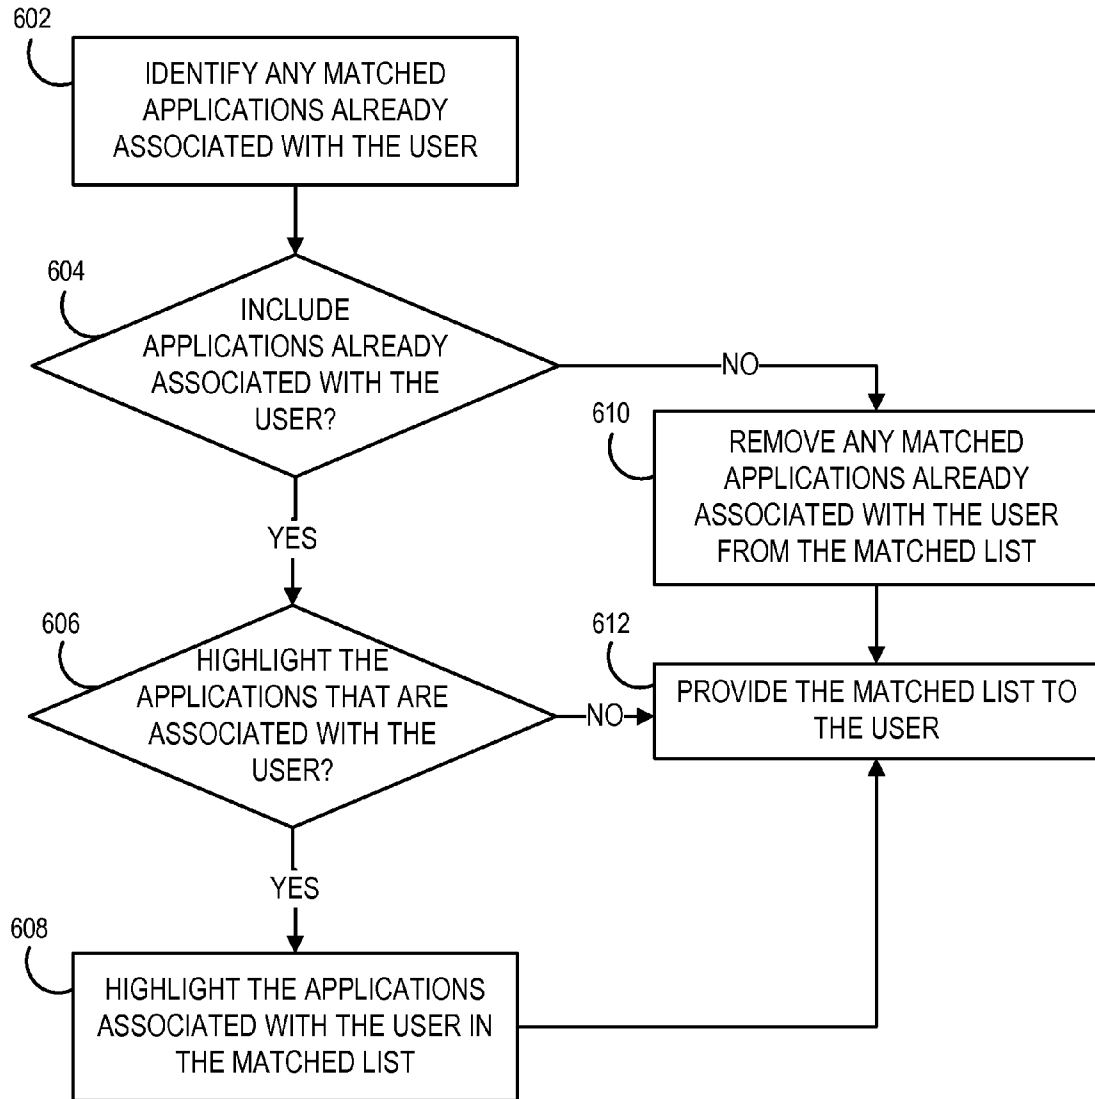 602
IDENTIFY ANY MATCHED
APPLICATIONS ALREADY
ASSOCIATED WITH THE USER
604
INCLUDE
APPLICATIONS ALREADY
ASSOCIATED WITH THE
USER?
NO
610
REMOVE ANY MATCHED
APPLICATIONS ALREADY
ASSOCIATED WITH THE USER
FROM THE MATCHED LIST
YES
606
HIGHLIGHT THE
APPLICATIONS THAT ARE
ASSOCIATED WITH THE
USER?
NO
612
PROVIDE THE MATCHED LIST TO
THE USER
YES
608
HIGHLIGHT THE APPLICATIONS
ASSOCIATED WITH THE USER IN
THE MATCHED LIST